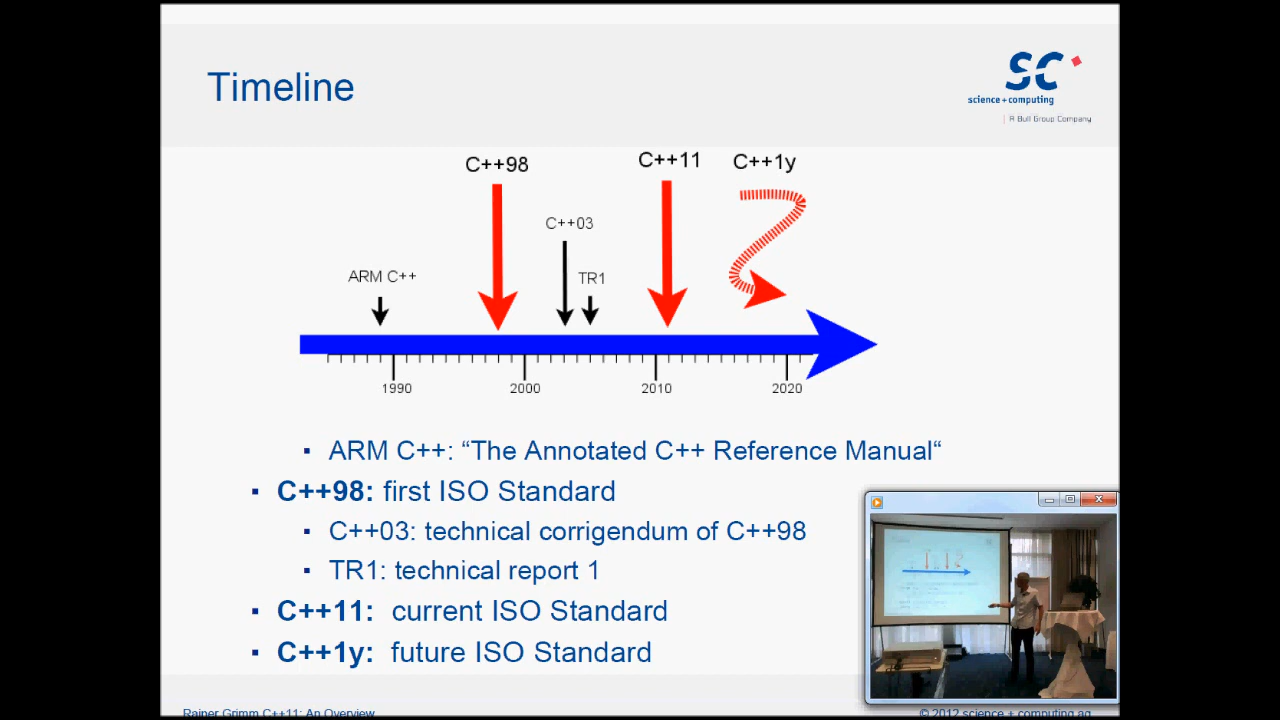 Timeline
SC
science + computing
A Bull Group Company
C++98
C++11
C++1y
C++03
ARM C++
TR1
1990
2000
2010
2020
▪ ARM C++: “The Annotated C++ Reference Manual“
▪ C++98: first ISO Standard
▪ C++03: technical corrigendum of C++98
▪ TR1: technical report 1
▪ C++11: current ISO Standard
▪ C++1y: future ISO Standard
Rainer Grimm C++11: An Overview
© 2012 science + computing ag